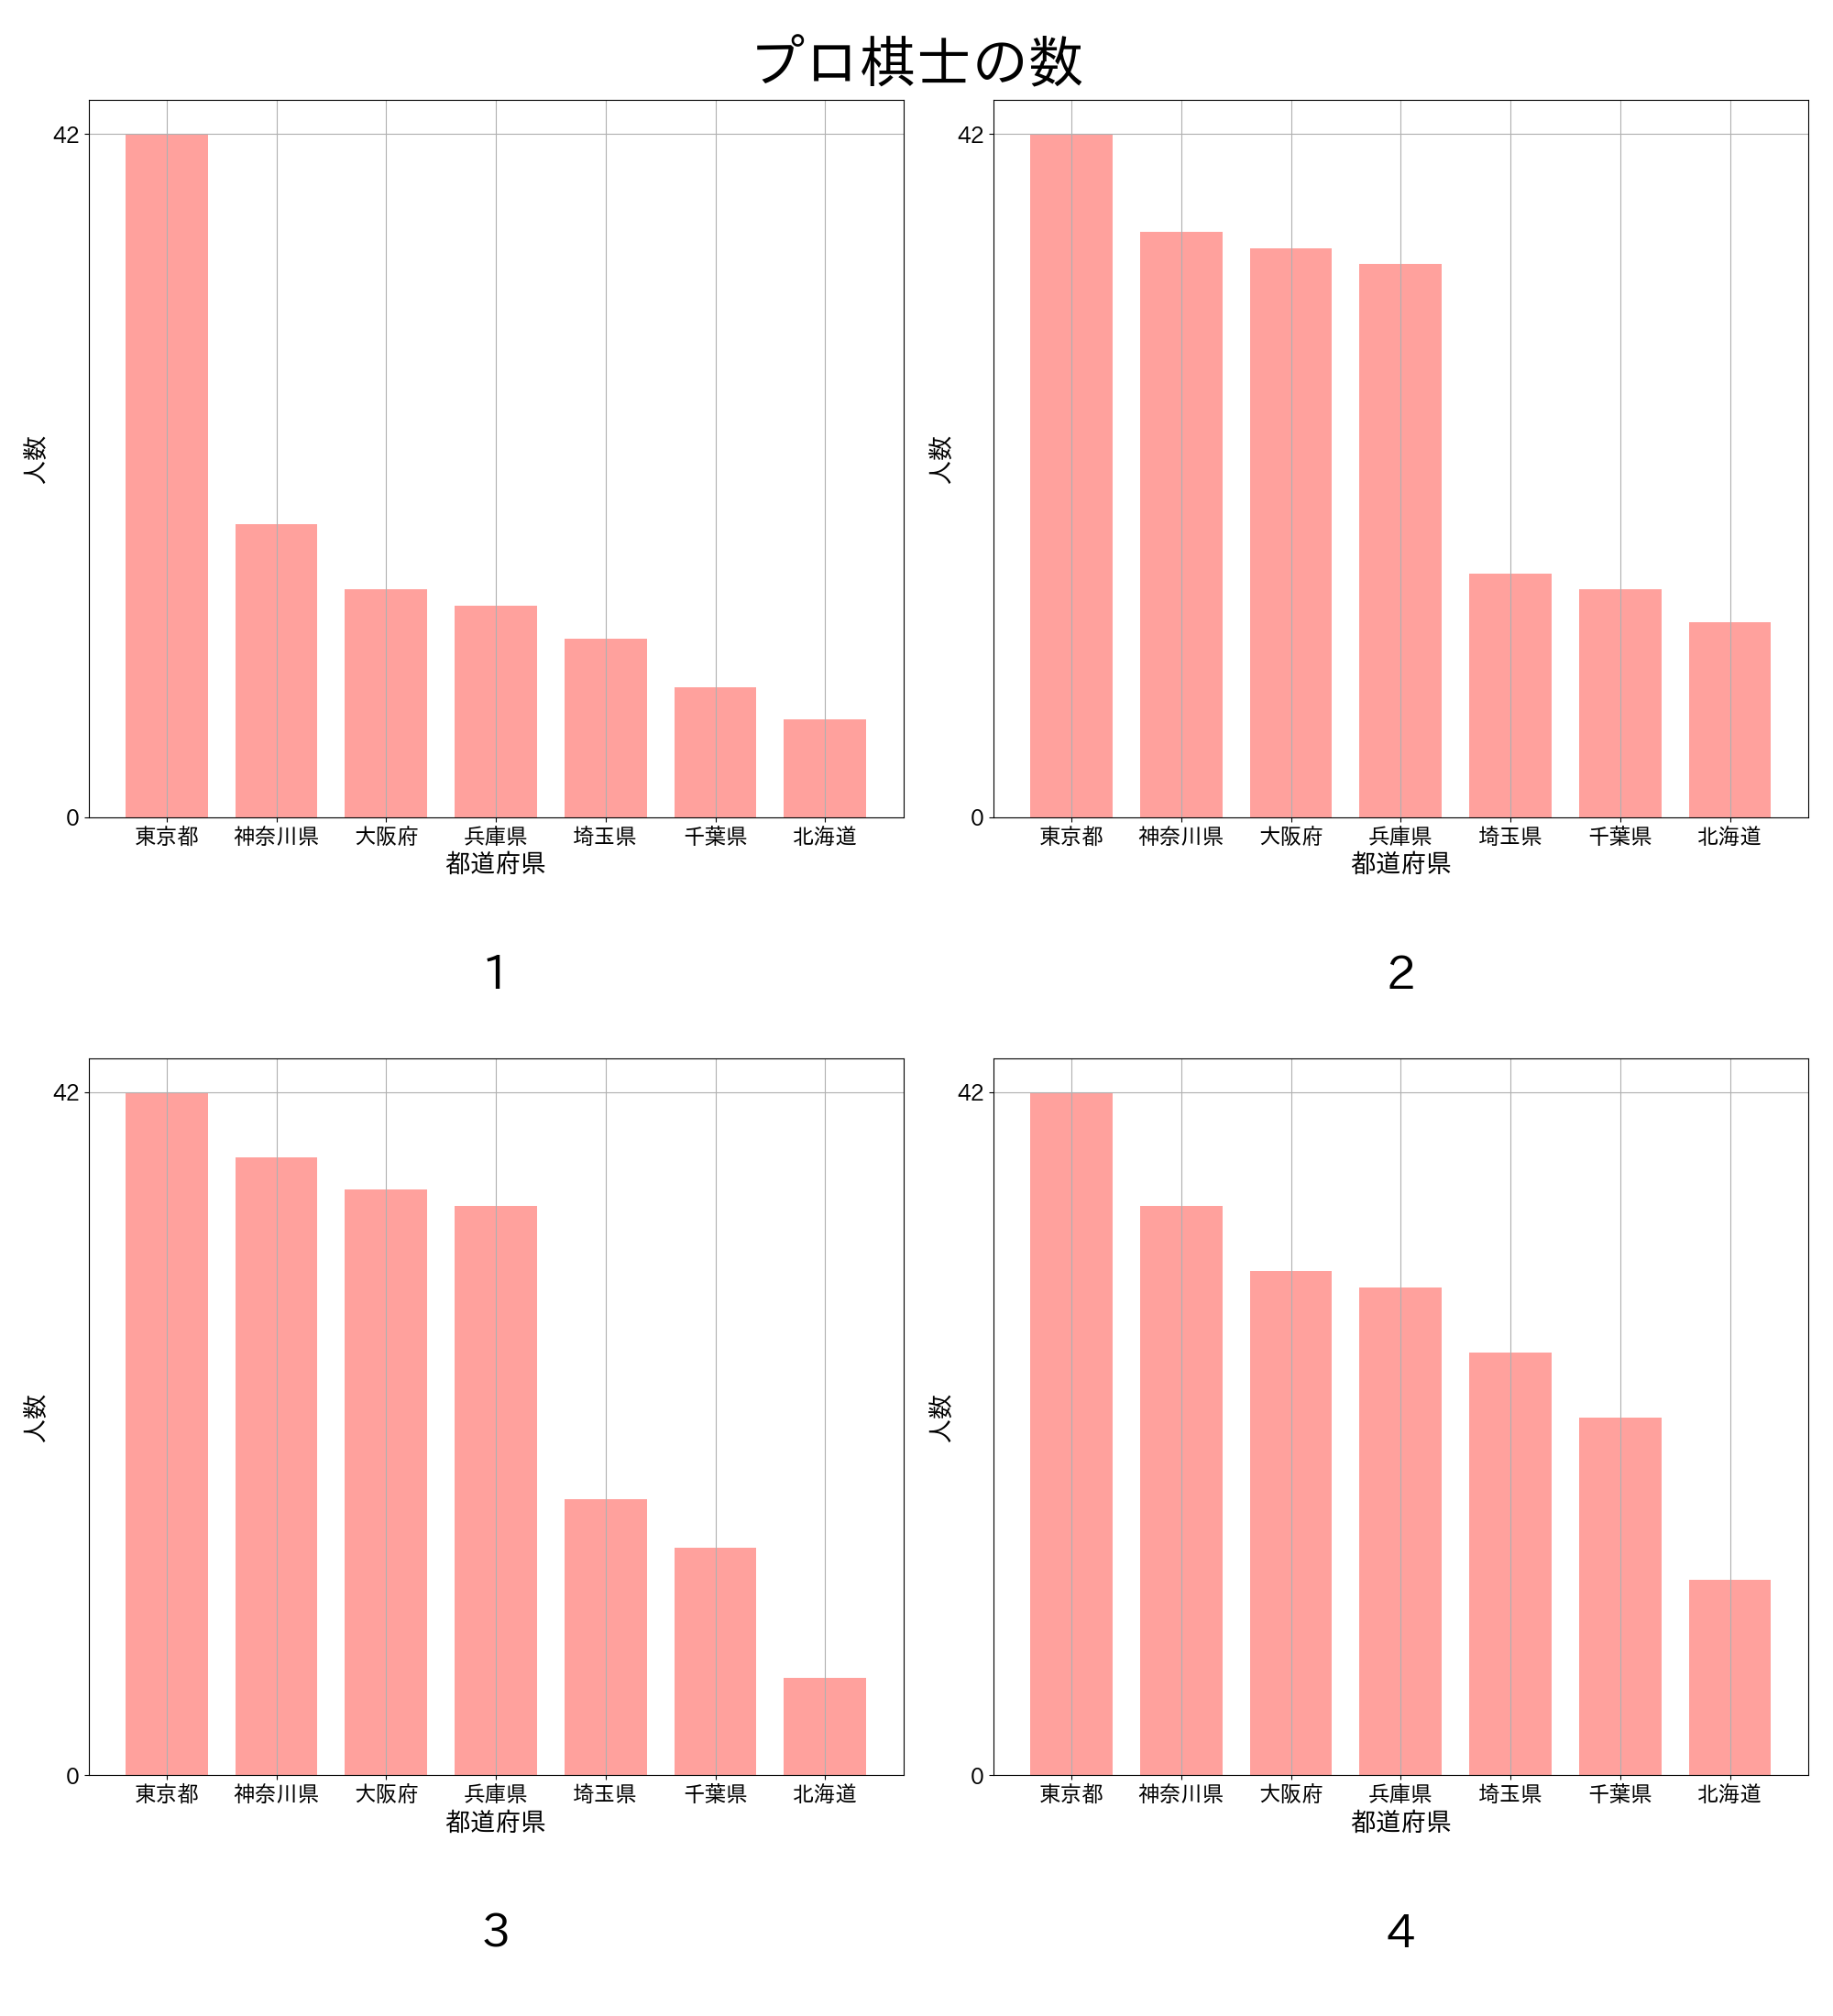 プロ棋士の数
42
人数
0
東京都 神奈川県 大阪府 兵庫県 埼玉県 千葉県 北海道
都道府県
1
42
人数
0
東京都 神奈川県 大阪府 兵庫県 埼玉県 千葉県 北海道
都道府県
2
42
人数
0
東京都 神奈川県 大阪府 兵庫県 埼玉県 千葉県 北海道
都道府県
3
42
人数
0
東京都 神奈川県 大阪府 兵庫県 埼玉県 千葉県 北海道
都道府県
4